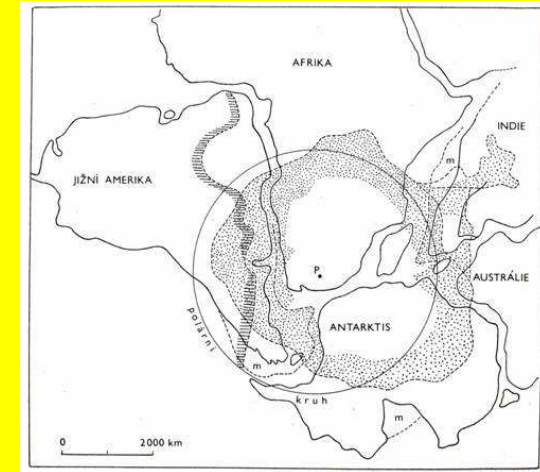 AFRIKA
INDIE
m
JIŽNÍ AMERIKA
P.
AUSTRÁLIE
ANTARKTIS
polární
m
kruh
m
0 2000 km